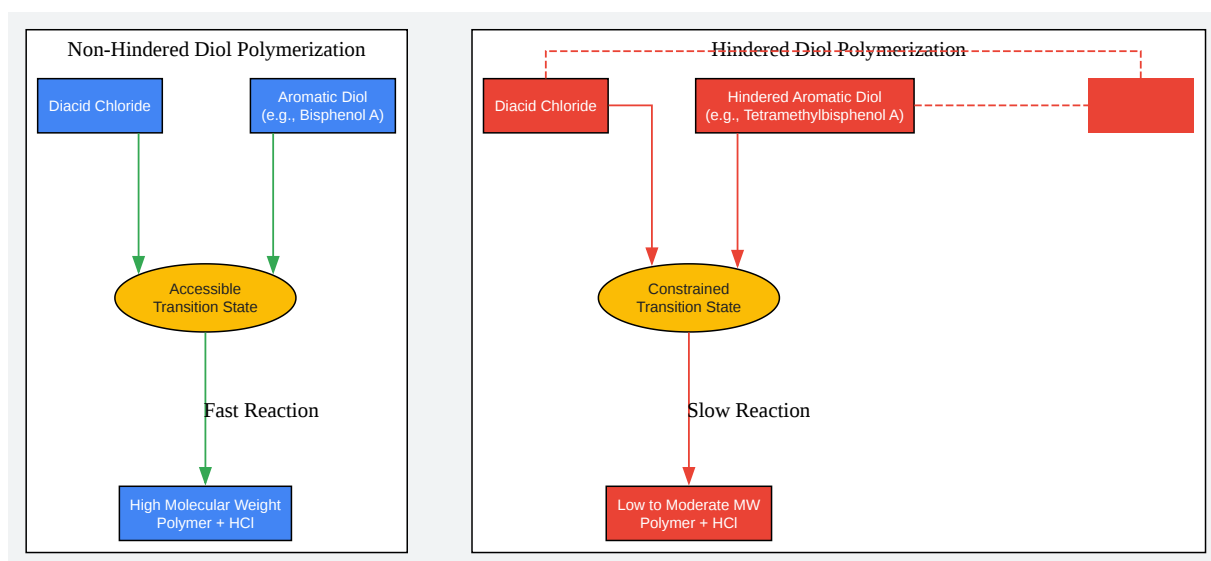 Non-Hindered Diol Polymerization
Diacid Chloride
Aromatic Diol
(e.g., Bisphenol A)
Accessible
Transition State
Fast Reaction
High Molecular Weight
Polymer + HCl
Hindered Diol Polymerization
Diacid Chloride
Hindered Aromatic Diol
(e.g., Tetramethylbisphenol A)
Constrained
Transition State
Slow Reaction
Low to Moderate MW
Polymer + HCl